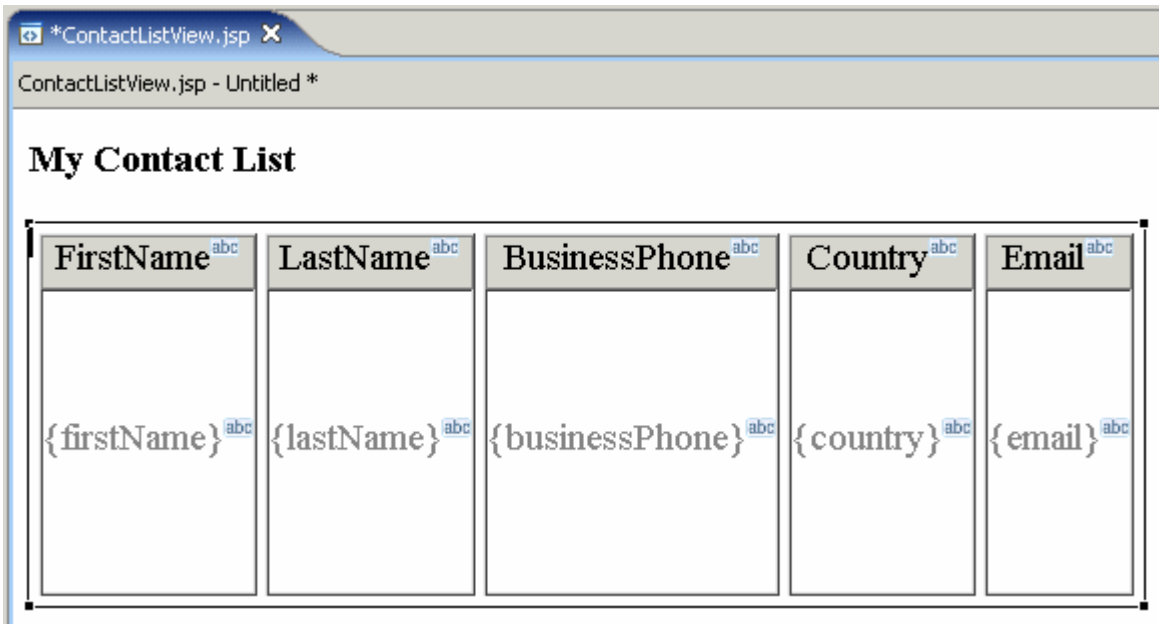 *ContactListView.jsp
ContactListView.jsp - Untitled *
My Contact List
FirstName abc LastName abc BusinessPhone abc Country abc Email abc
{firstName} abc {lastName} abc {businessPhone} abc {country} abc {email} abc